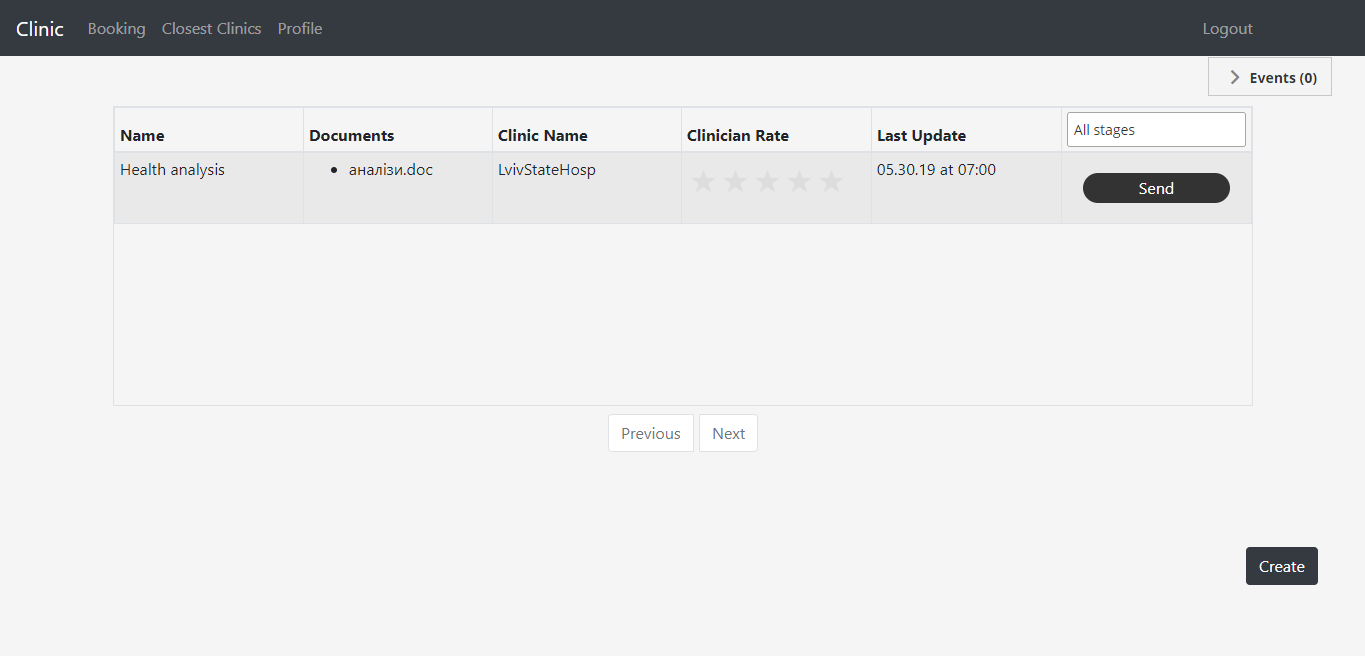 Clinic Booking Closest Clinics Profile Logout
Events (0)
Name Documents Clinic Name Clinician Rate Last Update All stages
Health analysis аналізи.doc LvivStateHosp 05.30.19 at 07:00 Send
Previous Next
Create